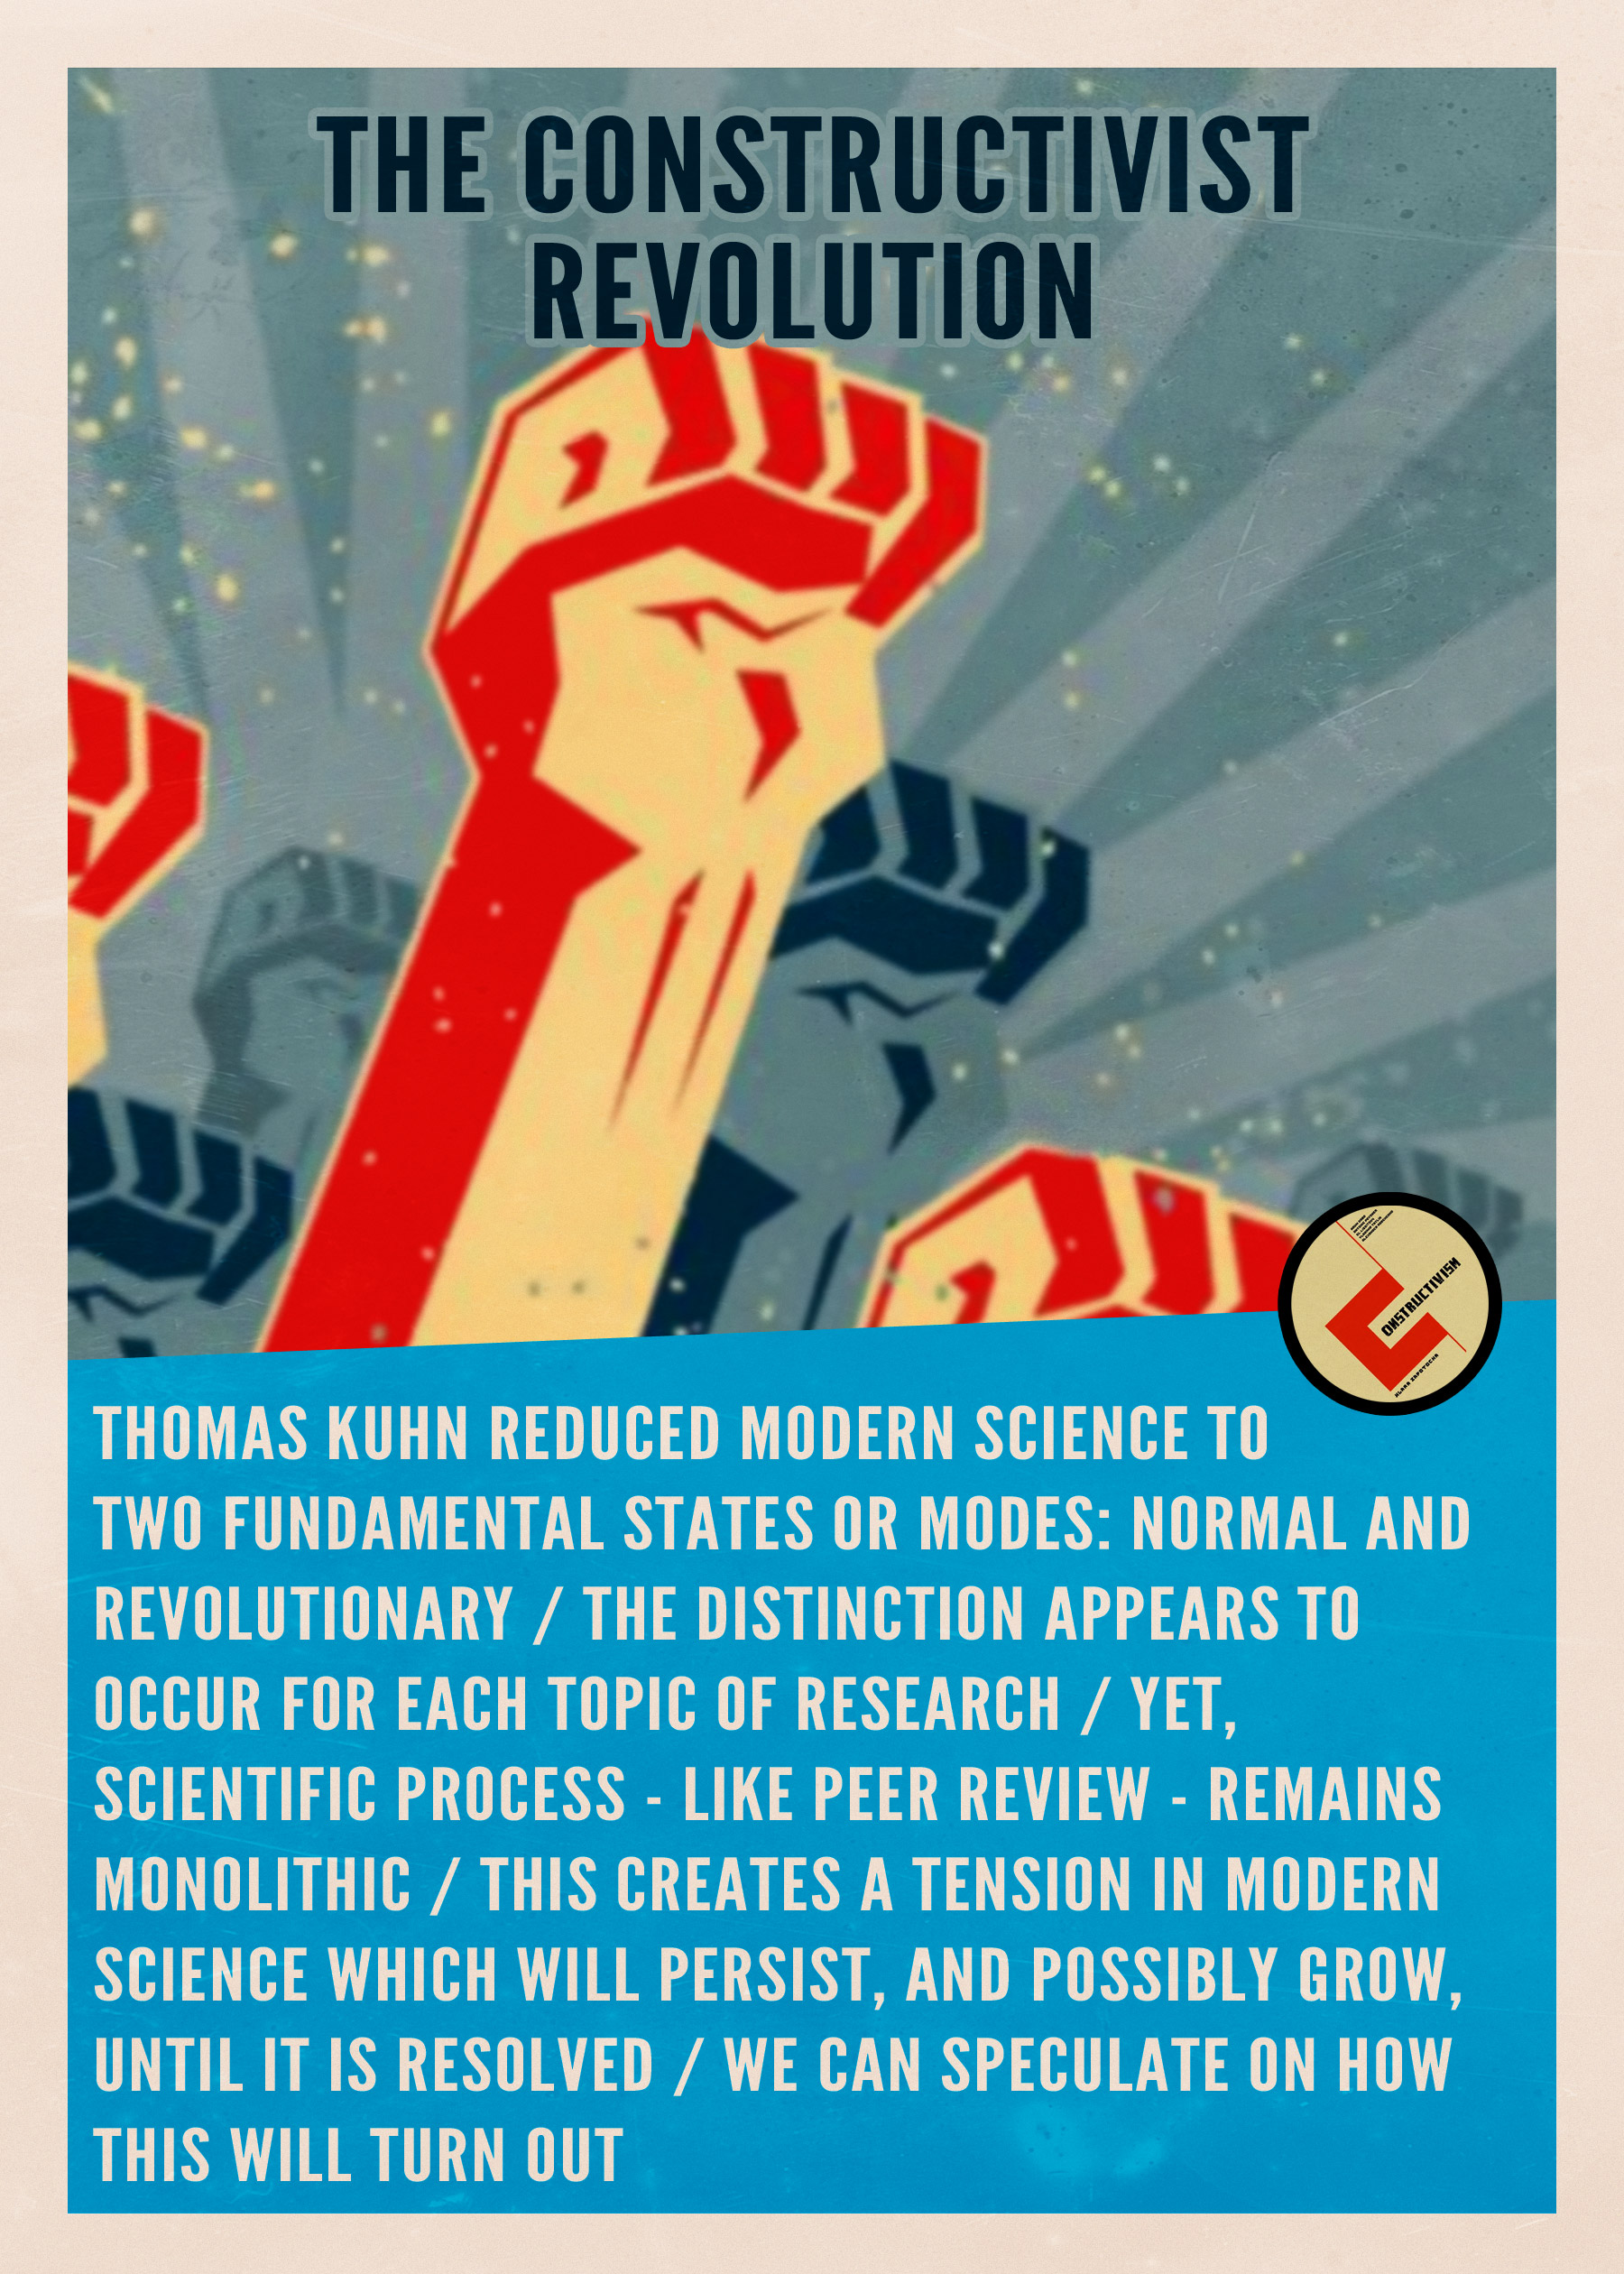 THE CONSTRUCTIVIST
REVOLUTION
ONSTRUCTIVISM
THOMAS KUHN REDUCED MODERN SCIENCE TO
TWO FUNDAMENTAL STATES OR MODES: NORMAL AND
REVOLUTIONARY / THE DISTINCTION APPEARS TO
OCCUR FOR EACH TOPIC OF RESEARCH / YET,
SCIENTIFIC PROCESS - LIKE PEER REVIEW - REMAINS
MONOLITHIC / THIS CREATES A TENSION IN MODERN
SCIENCE WHICH WILL PERSIST, AND POSSIBLY GROW,
UNTIL IT IS RESOLVED / WE CAN SPECULATE ON HOW
THIS WILL TURN OUT